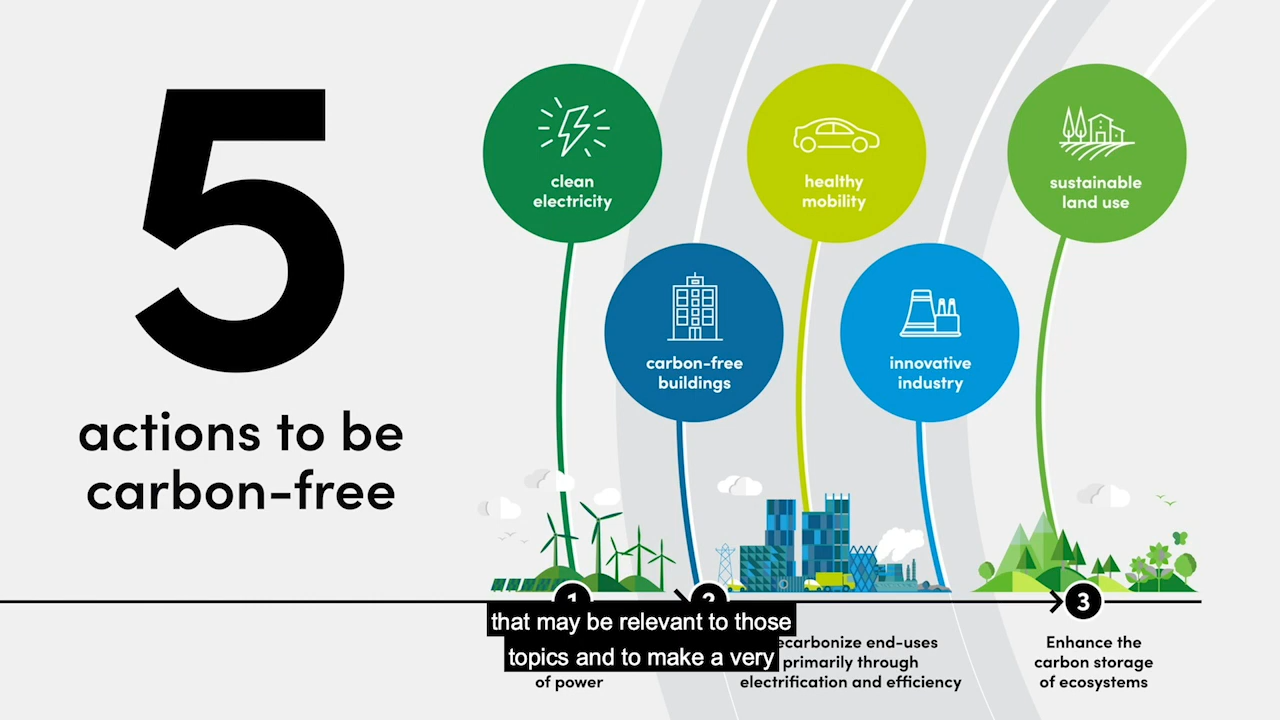 5
actions to be
carbon-free
clean
electricity
carbon-free
buildings
healthy
mobility
innovative
industry
sustainable
land use
1
2
3
of power
ecarbonize end-uses
primarily through
electrification and efficiency
Enhance the
carbon storage
of ecosystems
that may be relevant to those
topics and to make a very